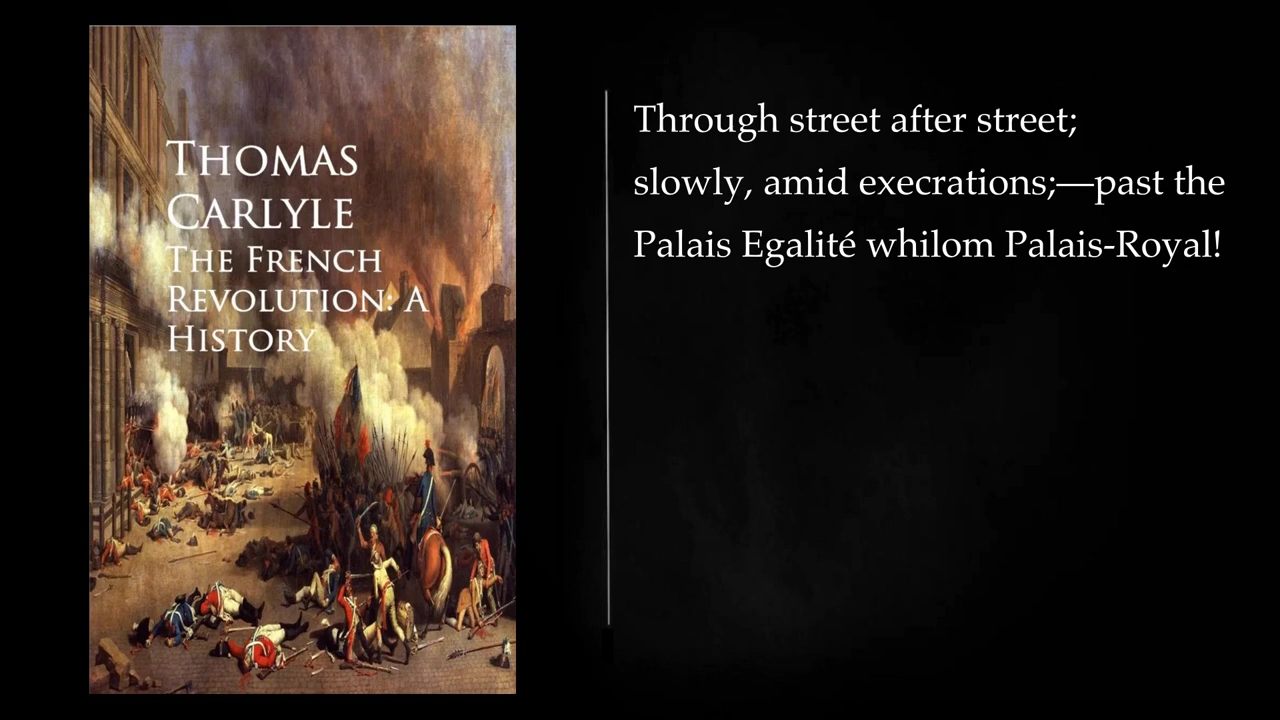 THOMAS
CARLYLE
THE FRENCH
REVOLUTION: A
HISTORY
Through street after street;
slowly, amid execrations;—past the
Palais Egalité whilom Palais-Royal!